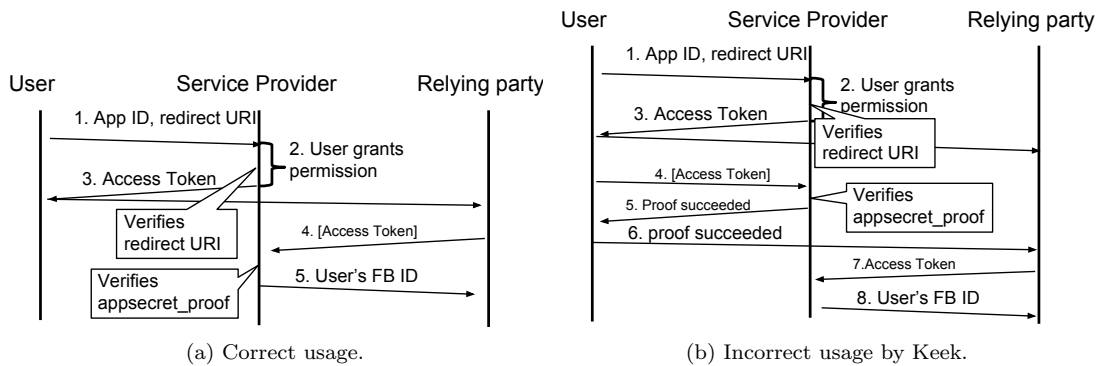 User
Service Provider
Relying party
1. App ID, redirect URI
2. User grants
permission
3. Access Token
Verifies
redirect URI
4. [Access Token]
Verifies
appsecret_proof
5. User's FB ID
(a) Correct usage.
User
Service Provider
Relying party
1. App ID, redirect URI
2. User grants
permission
3. Access Token
Verifies
redirect URI
4. [Access Token]
Verifies
appsecret_proof
5. Proof succeeded
6. proof succeeded
7.Access Token
8. User's FB ID
(b) Incorrect usage by Keek.